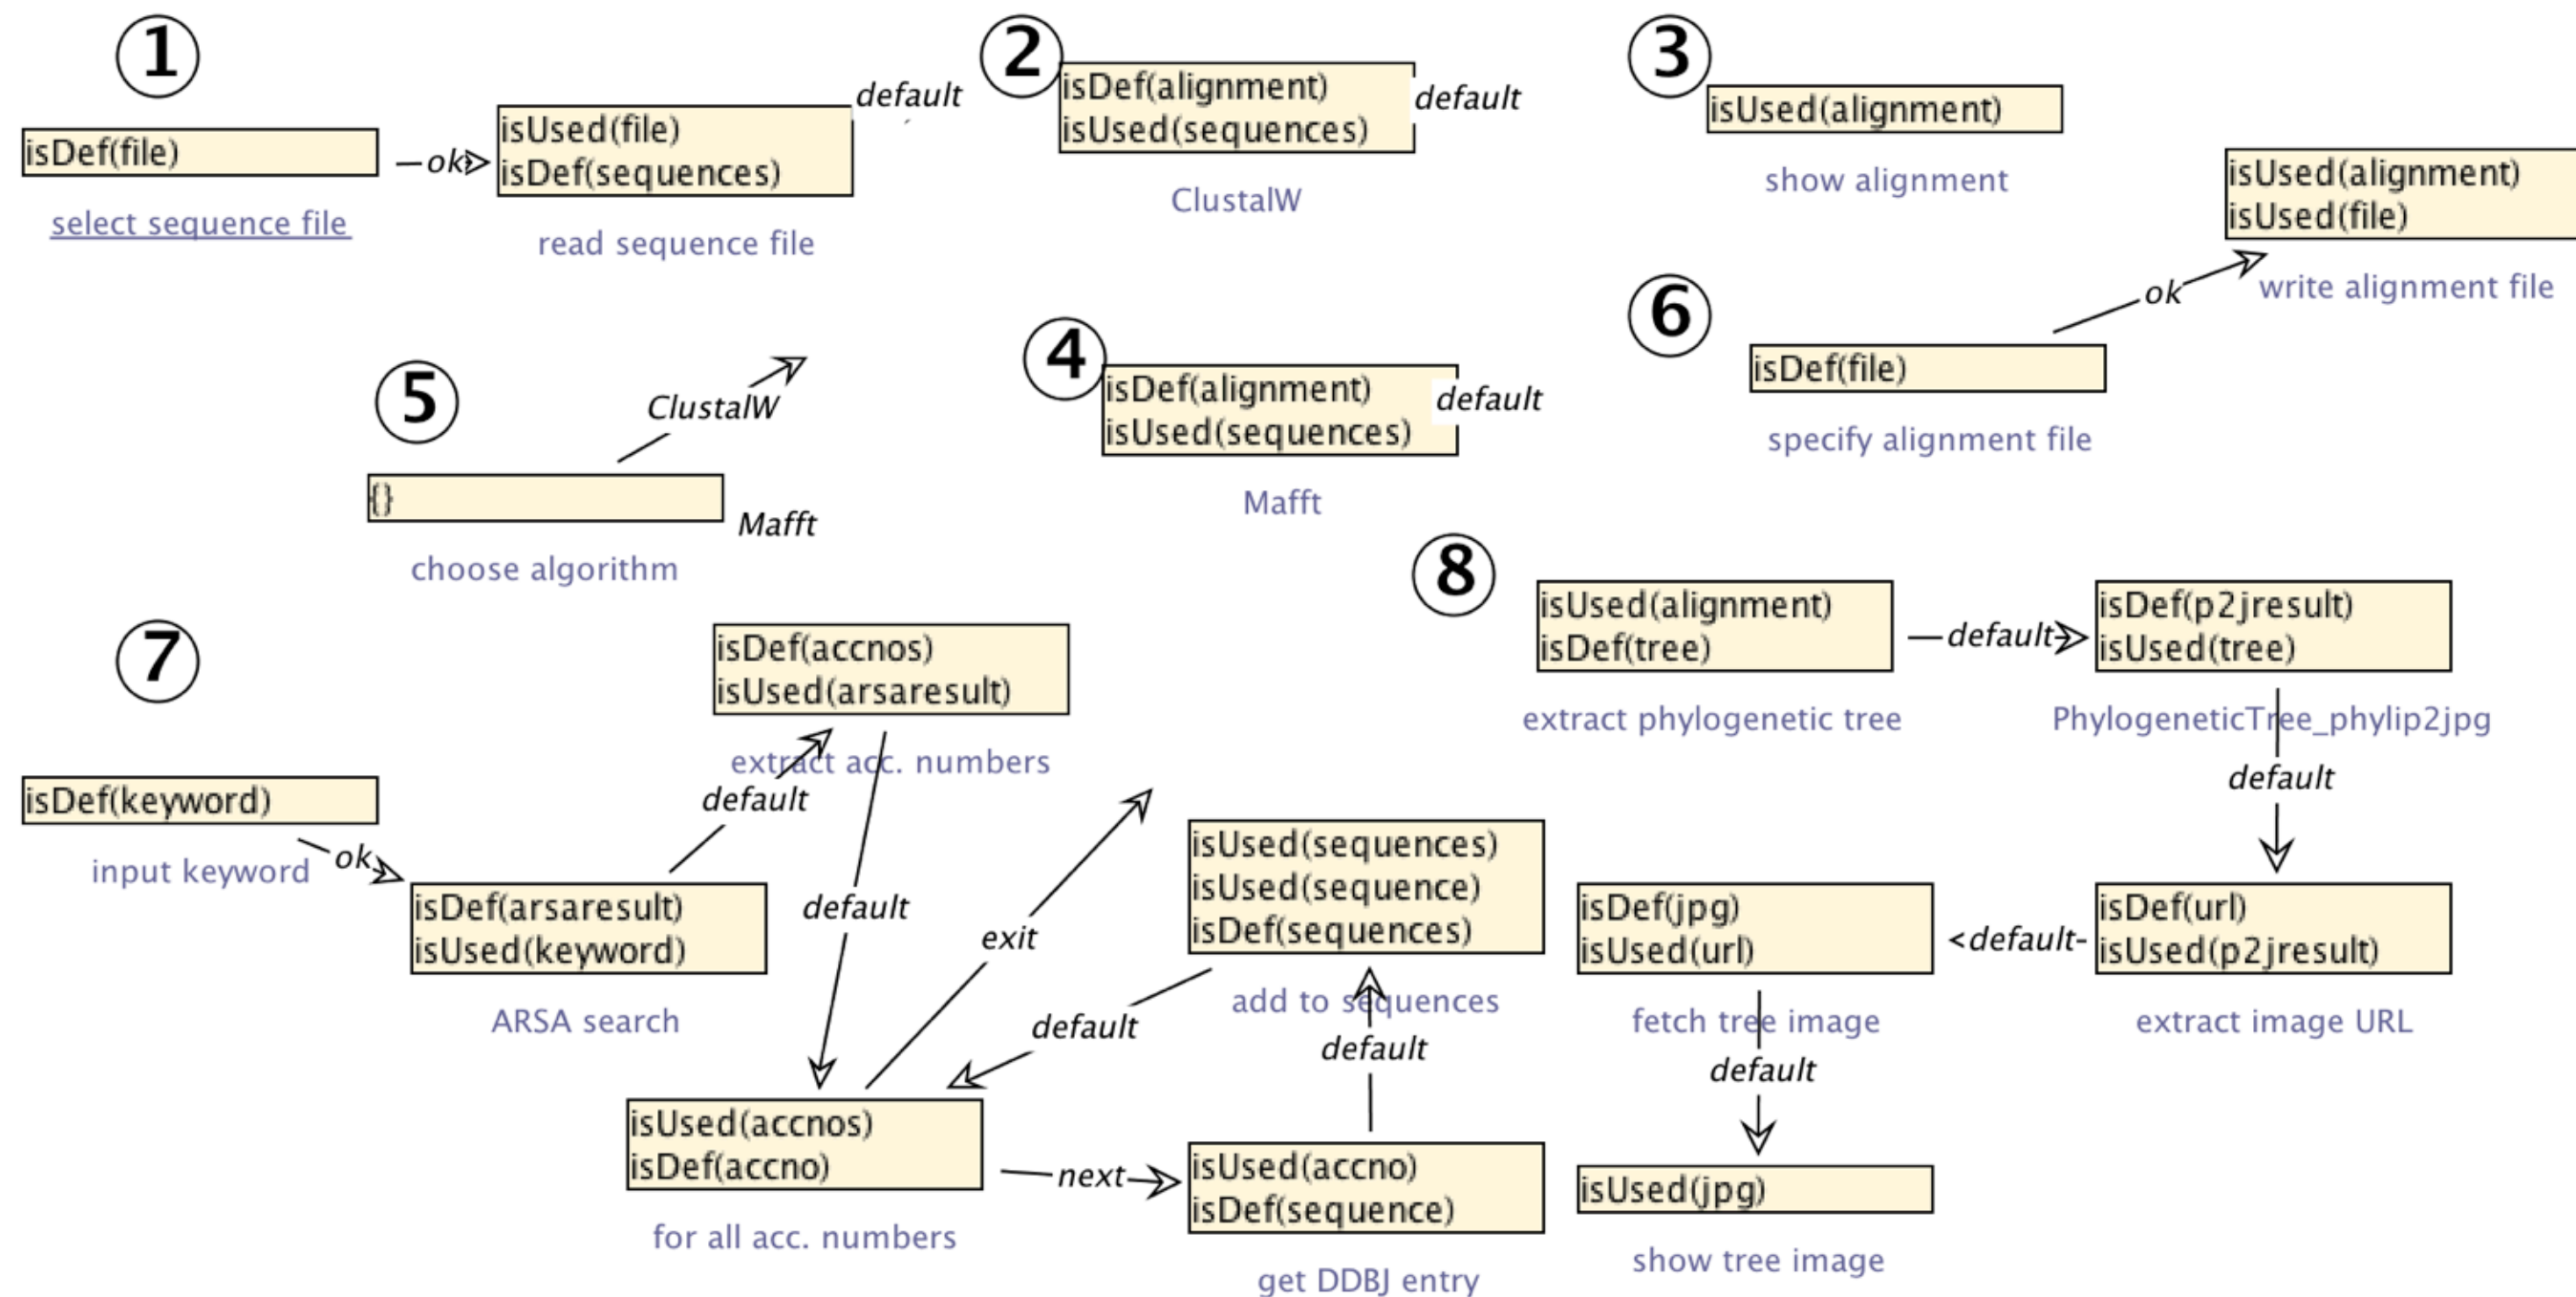 1
isDef(file)
select sequence file
ok
isUsed(file)
isDef(sequences)
read sequence file
default
2
isDef(alignment)
isUsed(sequences)
ClustalW
default
3
isUsed(alignment)
show alignment
isUsed(alignment)
isUsed(file)
write alignment file
ok
6
isDef(file)
specify alignment file
4
isDef(alignment)
isUsed(sequences)
Mafft
default
5
ClustalW
{}
Mafft
choose algorithm
7
isDef(keyword)
input keyword
ok
isDef(arsaresult)
isUsed(keyword)
ARSA search
default
isDef(accnos)
isUsed(arsaresult)
extract acc. numbers
default
exit
isUsed(accnos)
isDef(accno)
for all acc. numbers
next
isUsed(accno)
isDef(sequence)
get DDBJ entry
default
isUsed(sequences)
isUsed(sequence)
isDef(sequences)
add to sequences
default
8
isUsed(alignment)
isDef(tree)
extract phylogenetic tree
default
isDef(p2jresult)
isUsed(tree)
PhylogeneticTree_phylip2jpg
default
isDef(url)
isUsed(p2jresult)
extract image URL
<default-
isDef(jpg)
isUsed(url)
fetch tree image
default
isUsed(jpg)
show tree image